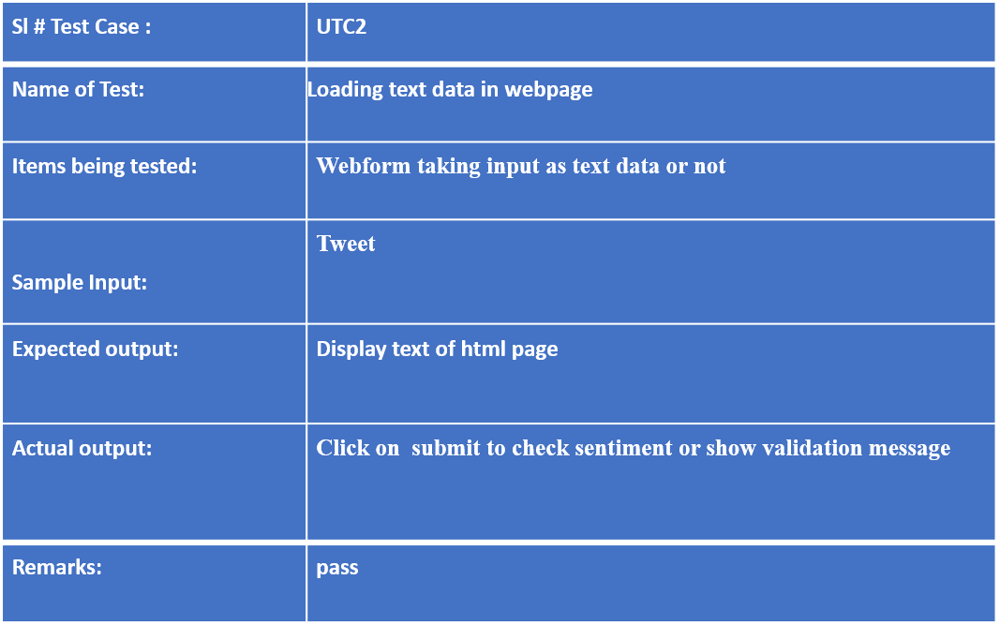 Sl # Test Case :
UTC2
Name of Test:
Loading text data in webpage
Items being tested:
Webform taking input as text data or not
Sample Input:
Tweet
Expected output:
Display text of html page
Actual output:
Click on  submit to check sentiment or show validation message
Remarks:
pass